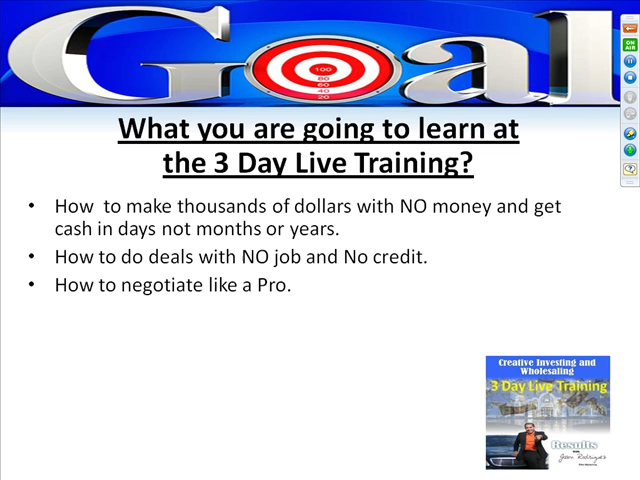 Goal
100
80
60
40
20
ON
AIR
What you are going to learn at
the 3 Day Live Training?
• How  to make thousands of dollars with NO money and get
cash in days not months or years.
• How to do deals with NO job and No credit.
• How to negotiate like a Pro.
Creative Investing and
Wholesaling
3 Day Live Training
Results